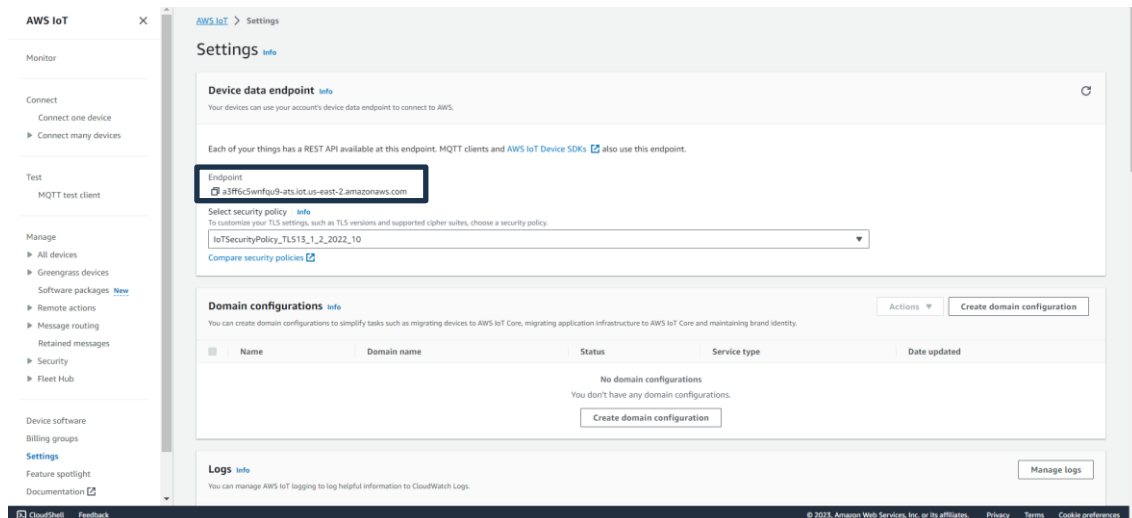 AWS IoT
Monitor
Connect
Connect one device
Connect many devices
Test
MQTT test client
Manage
All devices
Greengrass devices
Software packages New
Remote actions
Message routing
Retained messages
Security
Fleet Hub
Device software
Billing groups
Settings
Feature spotlight
Documentation
AWS IoT > Settings
Settings Info
Device data endpoint Info
Your devices can use your account's device data endpoint to connect to AWS.
Each of your things has a REST API available at this endpoint. MQTT clients and AWS IoT Device SDKs also use this endpoint.
Endpoint
a3ff6c5wnfqu9-ats.iot.us-east-2.amazonaws.com
Select security policy Info
To customize your TLS settings, such as TLS versions and supported cipher suites, choose a security policy.
IoTSecurityPolicy_TLS13_1_2_2022_10
Compare security policies
Domain configurations Info
Actions
Create domain configuration
You can create domain configurations to simplify tasks such as migrating devices to AWS IoT Core, migrating application infrastructure to AWS IoT Core and maintaining brand identity.
Name Domain name Status Service type Date updated
No domain configurations
You don't have any domain configurations.
Create domain configuration
Logs Info
Manage logs
You can manage AWS IoT logging to log helpful information to CloudWatch Logs.
CloudShell Feedback © 2023, Amazon Web Services, Inc. or its affiliates. Privacy Terms Cookie preferences